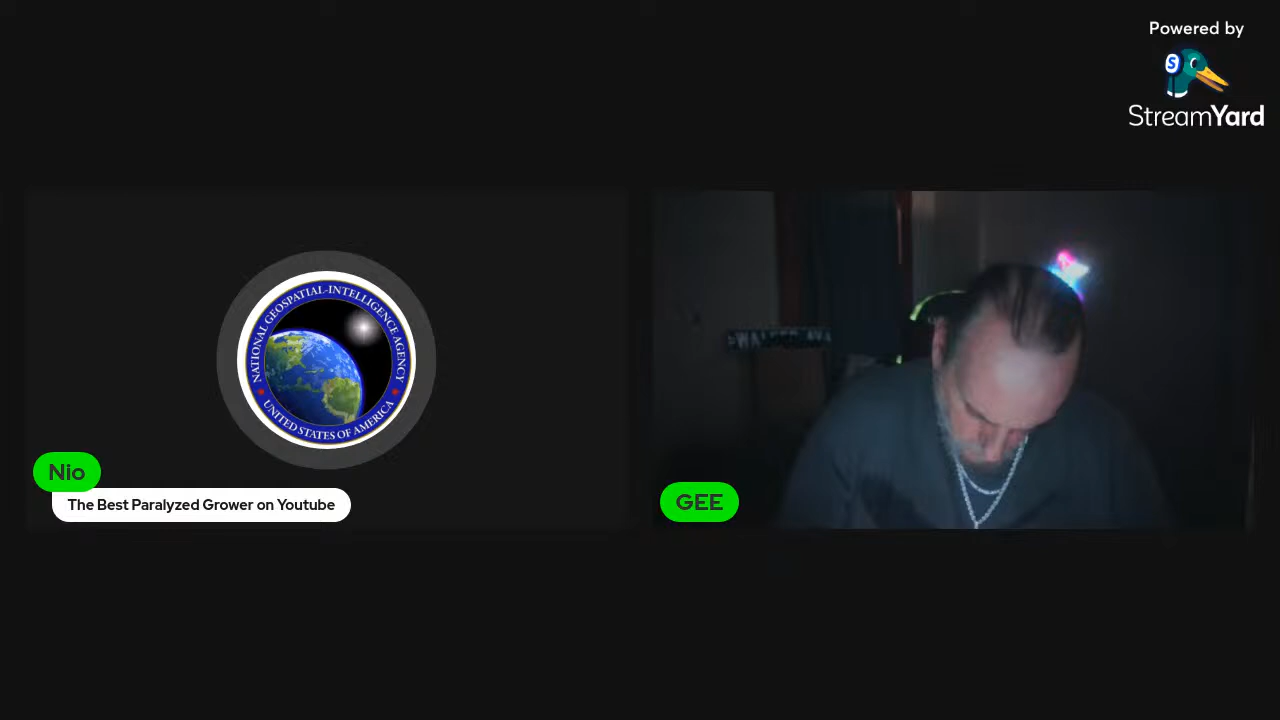 Powered by
S
StreamYard
NATIONAL GEOSPATIAL-INTELLIGENCE AGENCY
UNITED STATES OF AMERICA
Nio
The Best Paralyzed Grower on Youtube
GEE